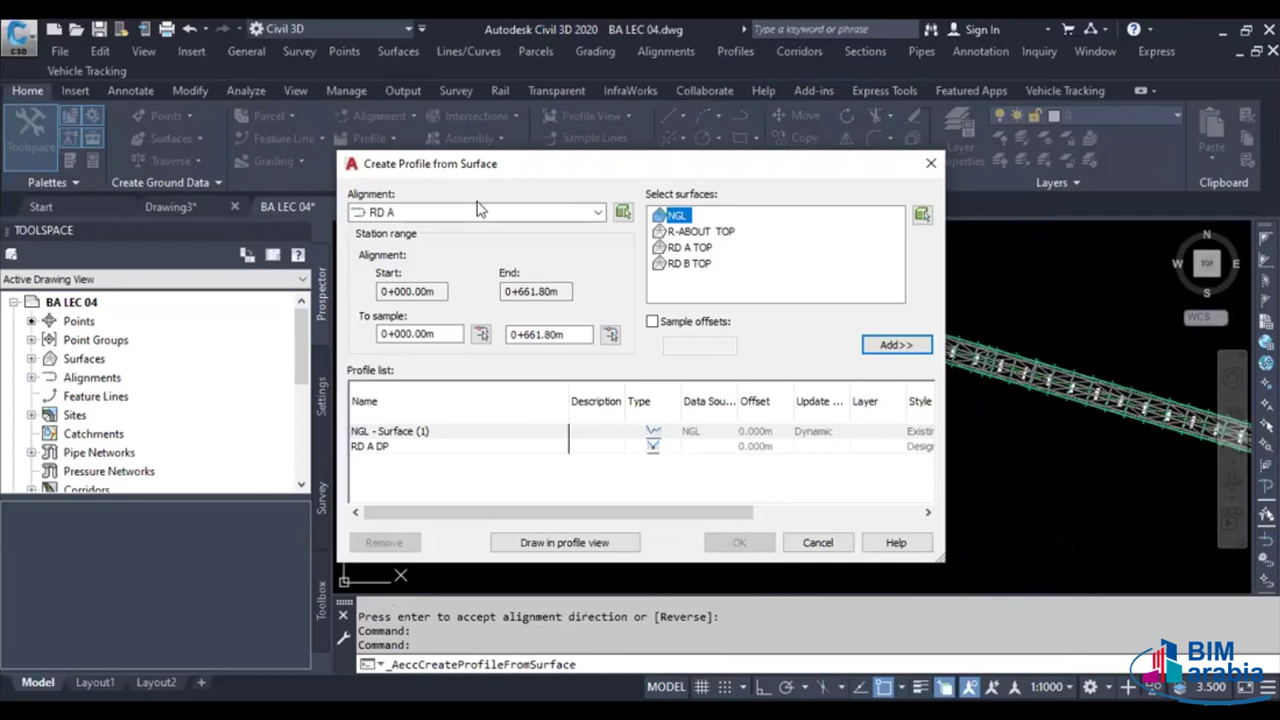 Civil 3D
Autodesk Civil 3D 2020   BA LEC 04.dwg
Type a keyword or phrase
Sign In
C3D
File Edit View Insert General Survey Points Surfaces Lines/Curves Parcels Grading Alignments Profiles Corridors Sections Pipes Annotation Inquiry Window Express
Vehicle Tracking
Home Insert Annotate Modify Analyze View Manage Output Survey Rail Transparent InfraWorks Collaborate Help Add-ins Express Tools Featured Apps Vehicle Tracking
Points Parcel Alignment Intersections Profile View Move
Surfaces Feature Line Profile Assembly Sample Lines Copy
Toolspace Traverse Grading
Layer Properties
0
Paste
Palettes Create Ground Data Layers Clipboard
Start Drawing3* BA LEC 04*
TOOLSPACE
Active Drawing View
BA LEC 04
Points
Point Groups
Surfaces
Alignments
Feature Lines
Sites
Catchments
Pipe Networks
Pressure Networks
Corridors
Prospector
Settings
Survey
Toolbox
Create Profile from Surface
Alignment:
RD A
Station range
Alignment:
Start: End:
0+000.00m 0+661.80m
To sample:
0+000.00m 0+661.80m
Select surfaces:
NGL
R-ABOUT TOP
RD A TOP
RD B TOP
Sample offsets:
Add>>
Profile list:
Name Description Type Data Sou... Offset Update ... Layer Style
NGL - Surface (1) NGL 0.000m Dynamic Existin
RD A DP 0.000m Design
Remove Draw in profile view OK Cancel Help
N
W TOP E
S
WCS
Press enter to accept alignment direction or [Reverse]:
Command:
Command:
_AeccCreateProfileFromSurface
Model Layout1 Layout2 +
MODEL 1:1000 3.500
BIM
arabia